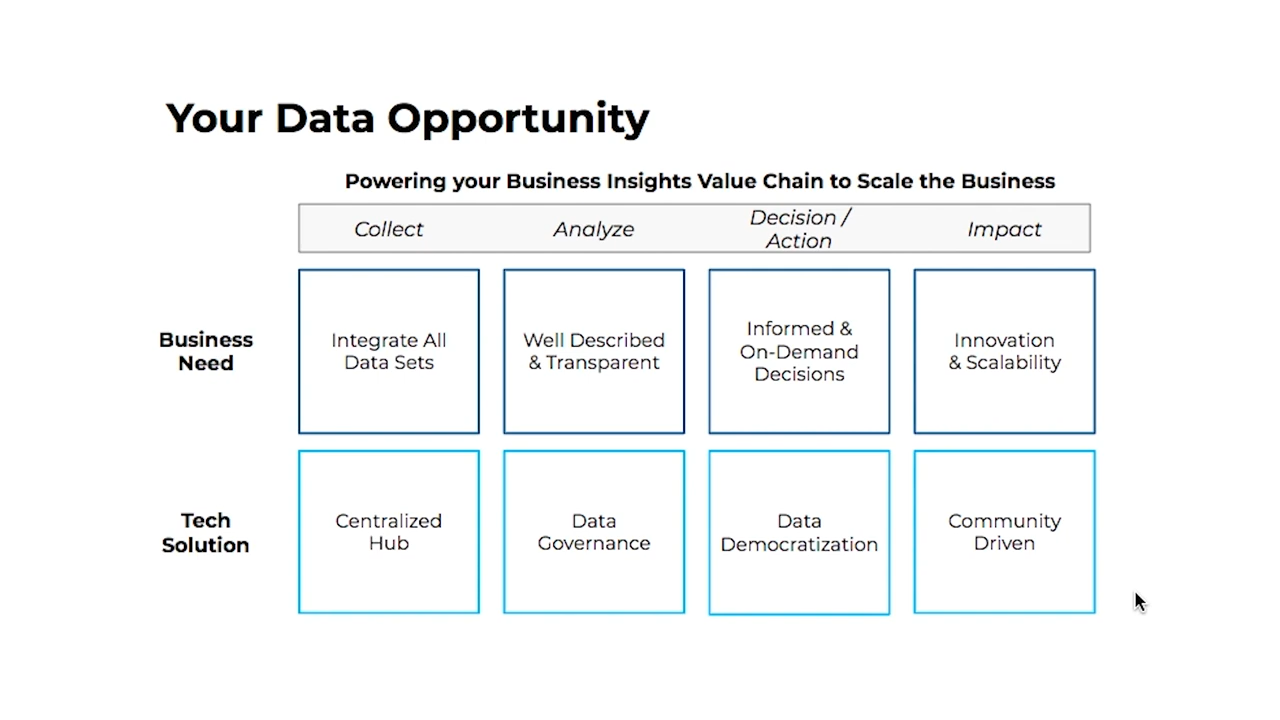 Your Data Opportunity
Powering your Business Insights Value Chain to Scale the Business
Collect
Analyze
Decision /
Action
Impact
Business
Need
Integrate All
Data Sets
Well Described
& Transparent
Informed &
On-Demand
Decisions
Innovation
& Scalability
Tech
Solution
Centralized
Hub
Data
Governance
Data
Democratization
Community
Driven